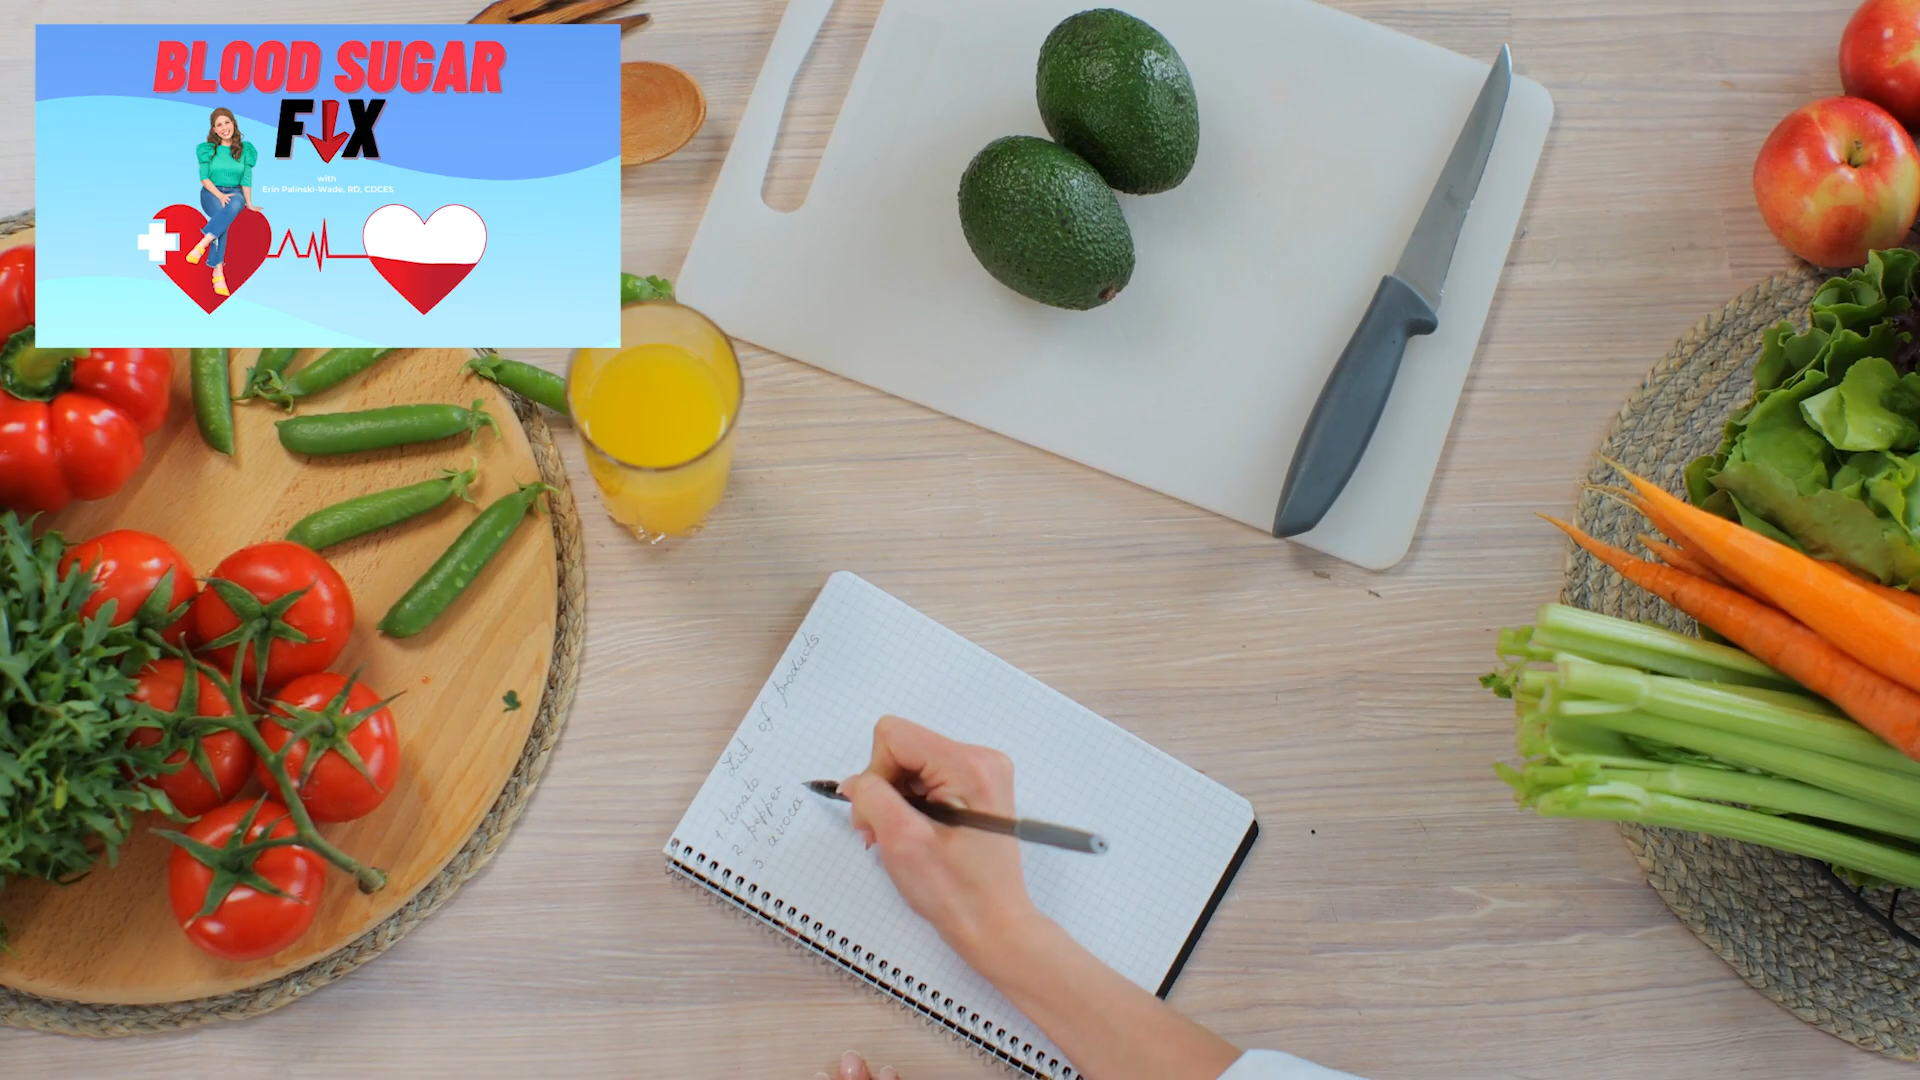 BLOOD SUGAR
FIX
with
Erin Palinski-Wade, RD, CDCES
List of products
1. tomato
2. pepper
3. avoca